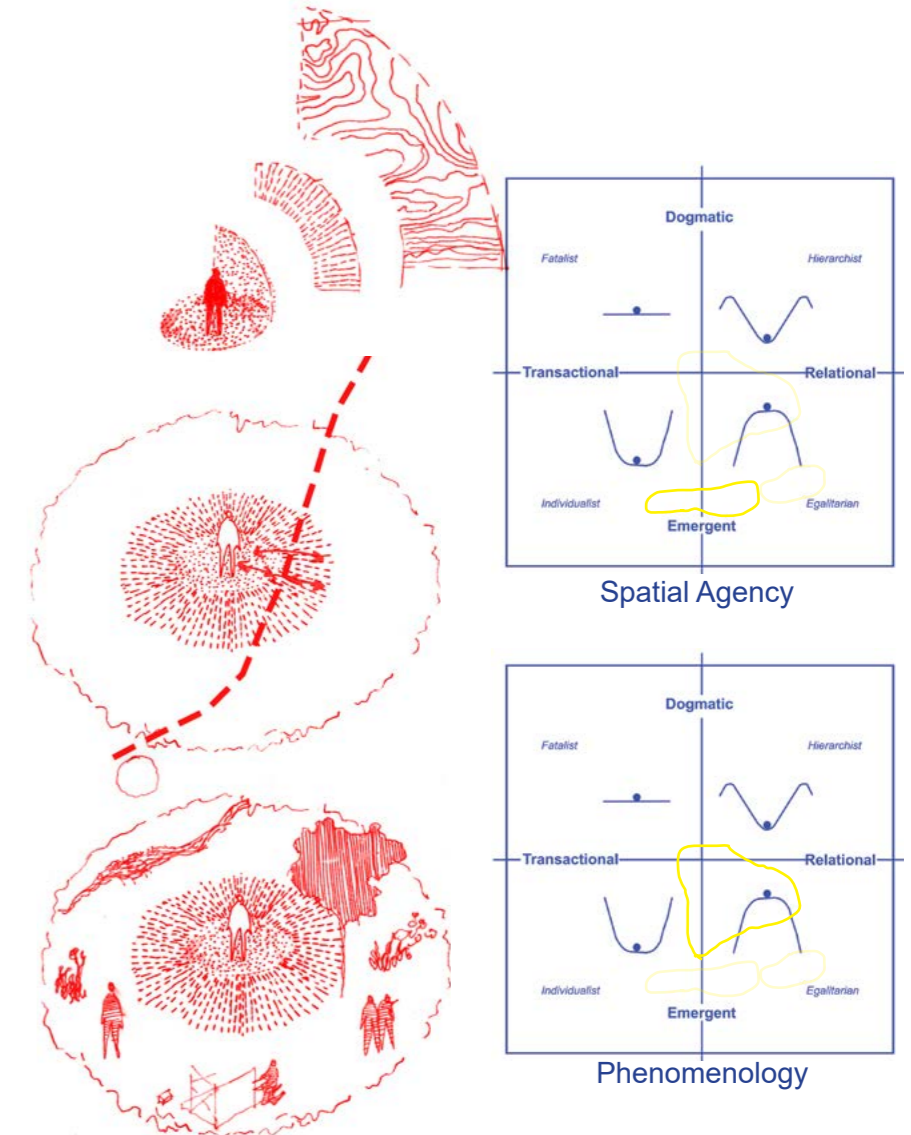 Dogmatic
Fatalist Hierarchist
Transactional Relational
Individualist Egalitarian
Emergent
Spatial Agency
Dogmatic
Fatalist Hierarchist
Transactional Relational
Individualist Egalitarian
Emergent
Phenomenology